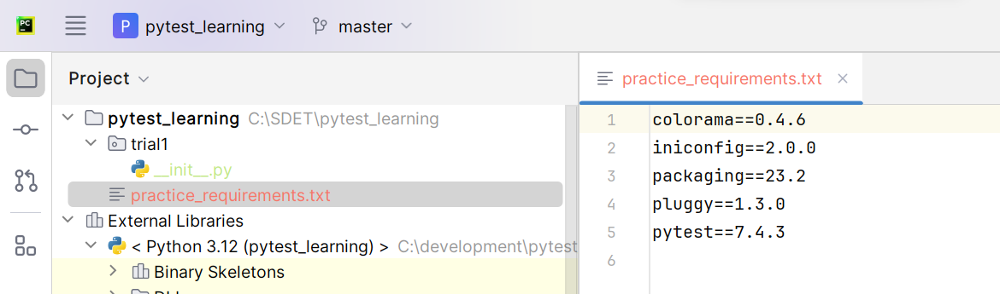 PC
P pytest_learning master
Project
practice_requirements.txt
pytest_learning C:\SDET\pytest_learning
trial1
__init__.py
practice_requirements.txt
External Libraries
< Python 3.12 (pytest_learning) > C:\development\pytest
Binary Skeletons
1 colorama==0.4.6
2 iniconfig==2.0.0
3 packaging==23.2
4 pluggy==1.3.0
5 pytest==7.4.3
6